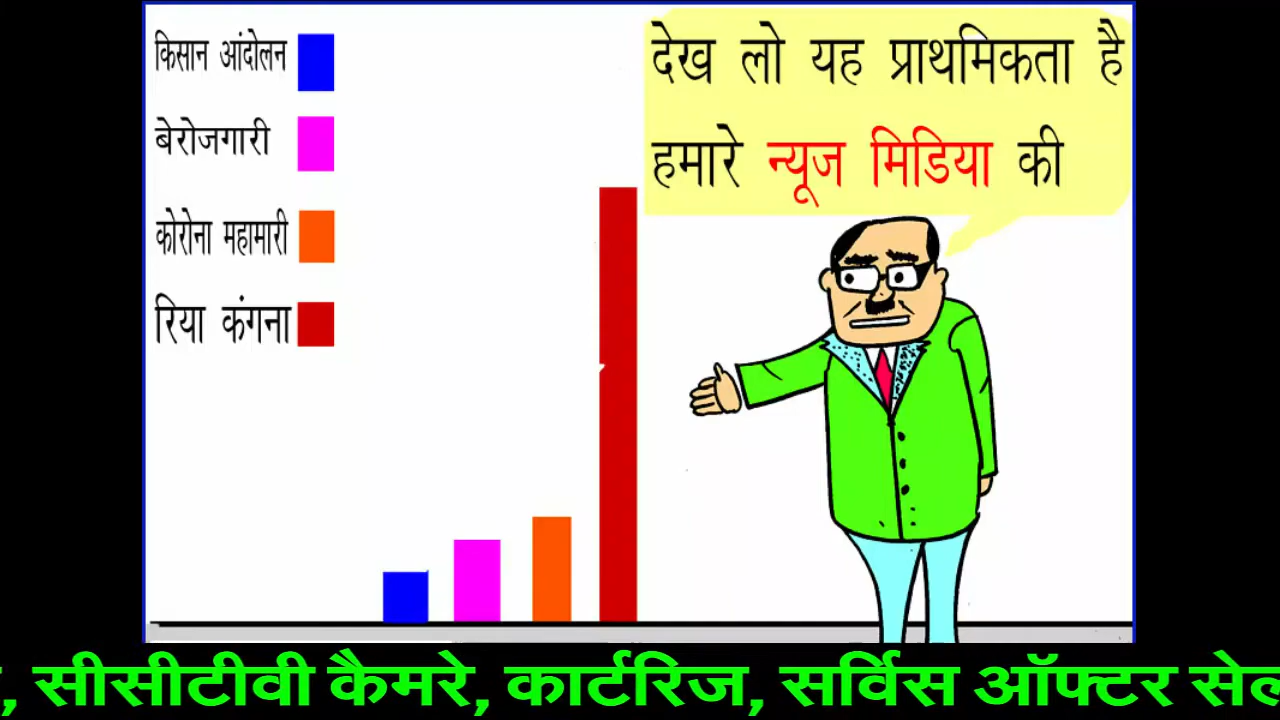 किसान आंदोलन
बेरोजगारी
कोरोना महामारी
रिया कंगना
देख लो यह प्राथमिकता है
हमारे न्यूज मिडिया की
, सीसीटीवी कैमरे, कार्टरिज, सर्विस ऑफ्टर